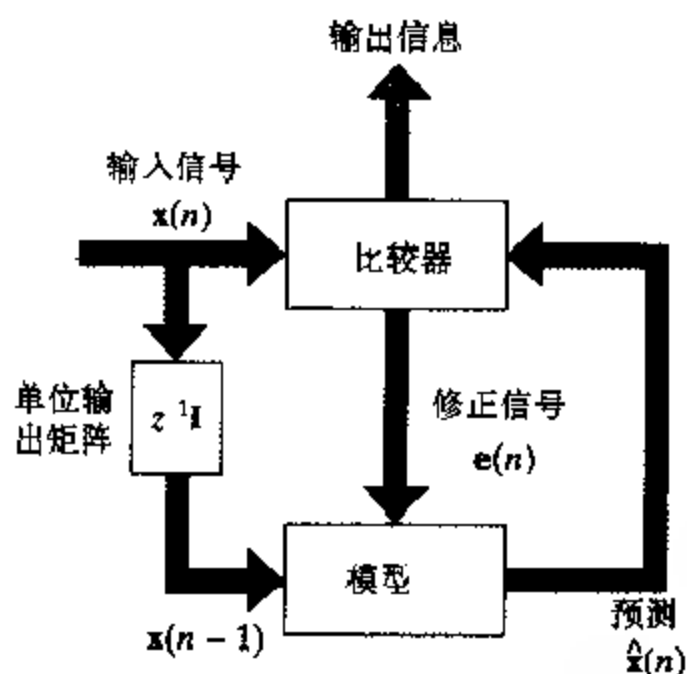 输出信息
输入信号
x(n)
比较器
单位输
出矩阵
z⁻¹I
修正信号
e(n)
模型
x(n − 1)
预测
x̂(n)